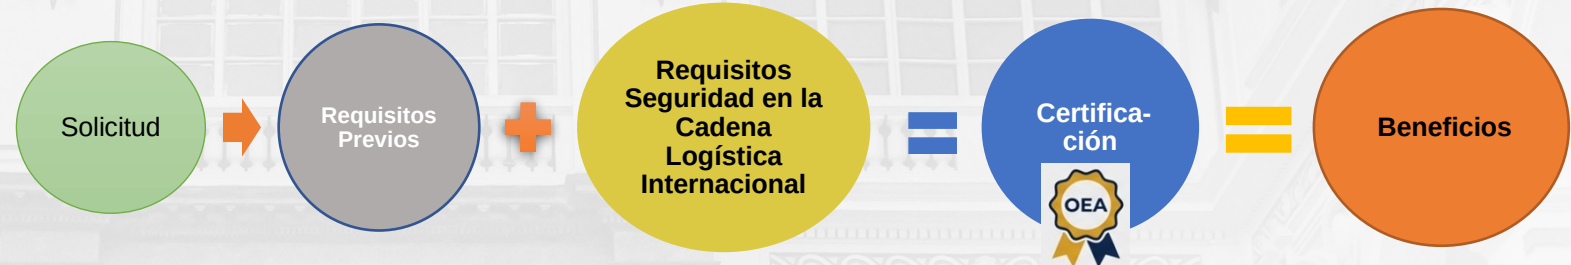 Solicitud
Requisitos
Previos
Requisitos
Seguridad en la
Cadena
Logística
Internacional
Certifica-
ción
OEA
Beneficios